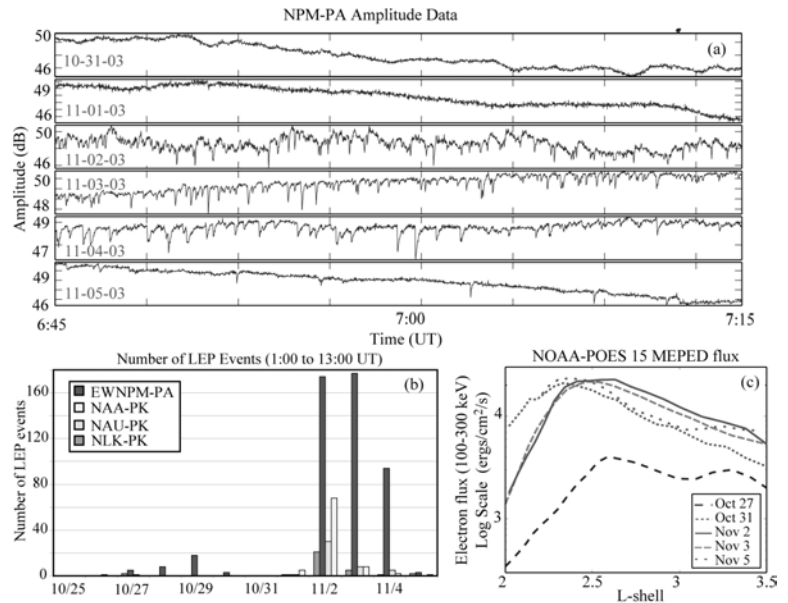 NPM-PA Amplitude Data
(a)
Amplitude (dB)
50
46
10-31-03
49
46
11-01-03
50
46
11-02-03
50
48
11-03-03
49
47
11-04-03
49
46
11-05-03
6:45
7:00
7:15
Time (UT)
Number of LEP Events (1:00 to 13:00 UT)
(b)
Number of LEP events
160
120
80
40
0
EWNPM-PA
NAA-PK
NAU-PK
NLK-PK
10/25
10/27
10/29
10/31
11/2
11/4
NOAA-POES 15 MEPED flux
(c)
Electron flux (100-300 keV)
Log Scale (ergs/cm²/s)
4
3
Oct 27
Oct 31
Nov 2
Nov 3
Nov 5
2
2.5
3
3.5
L-shell